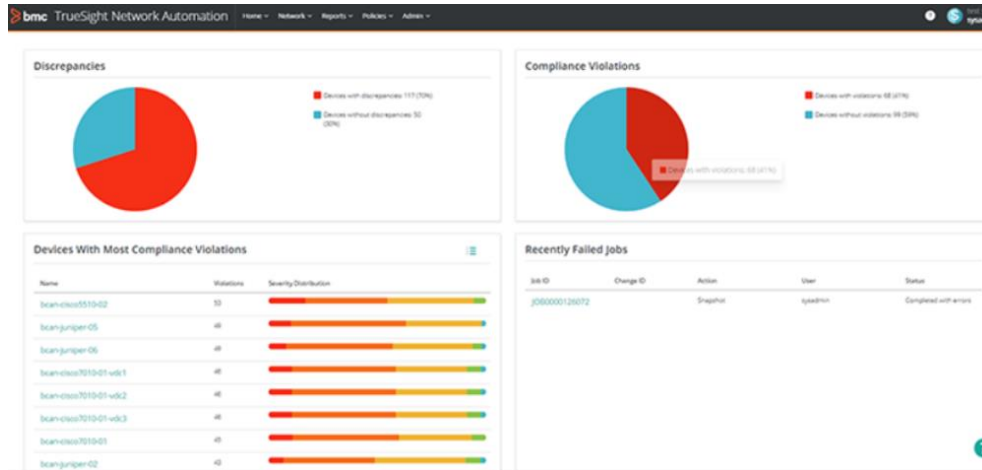 bmc TrueSight Network Automation Home Network Reports Policies Admin
Discrepancies
Devices with discrepancies: 117 (70%)
Devices without discrepancies: 50
(30%)
Compliance Violations
Devices with violations: 68 (41%)
Devices without violations: 99 (59%)
Devices with violations: 68 (41%)
Devices With Most Compliance Violations
Name Violations Severity Distribution
bcan-cisco5510-02
bcan-juniper-05
bcan-juniper-06
bcan-cisco7010-01-vdc1
bcan-cisco7010-01-vdc2
bcan-cisco7010-01-vdc3
bcan-cisco7010-01
bcan-juniper-02
Recently Failed Jobs
Job ID Change ID Action User Status
JOB0000126072 Snapshot sysadmin Completed with errors